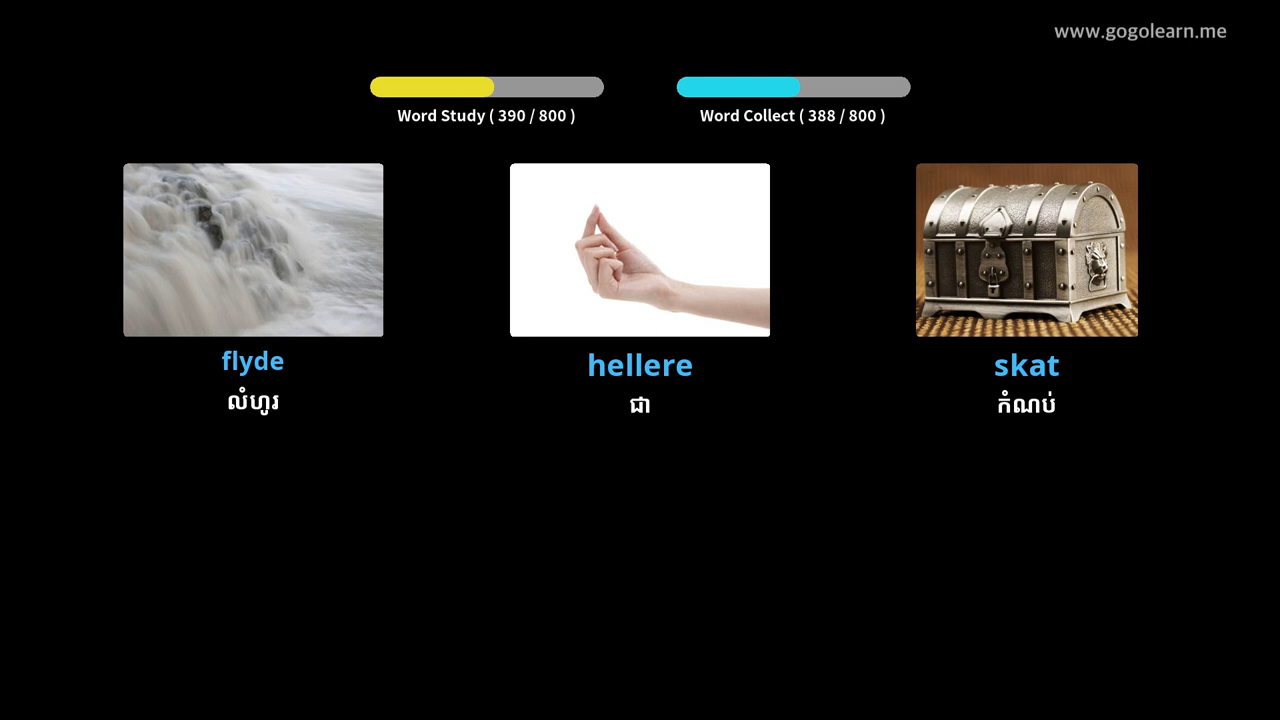 www.gogolearn.me
Word Study ( 390 / 800 )
Word Collect ( 388 / 800 )
flyde
hellere
skat
លំហូរ
ជា
កំណប់